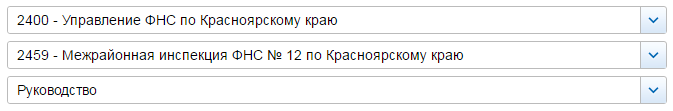 2400 - Управление ФНС по Красноярскому краю
2459 - Межрайонная инспекция ФНС № 12 по Красноярскому краю
Руководство